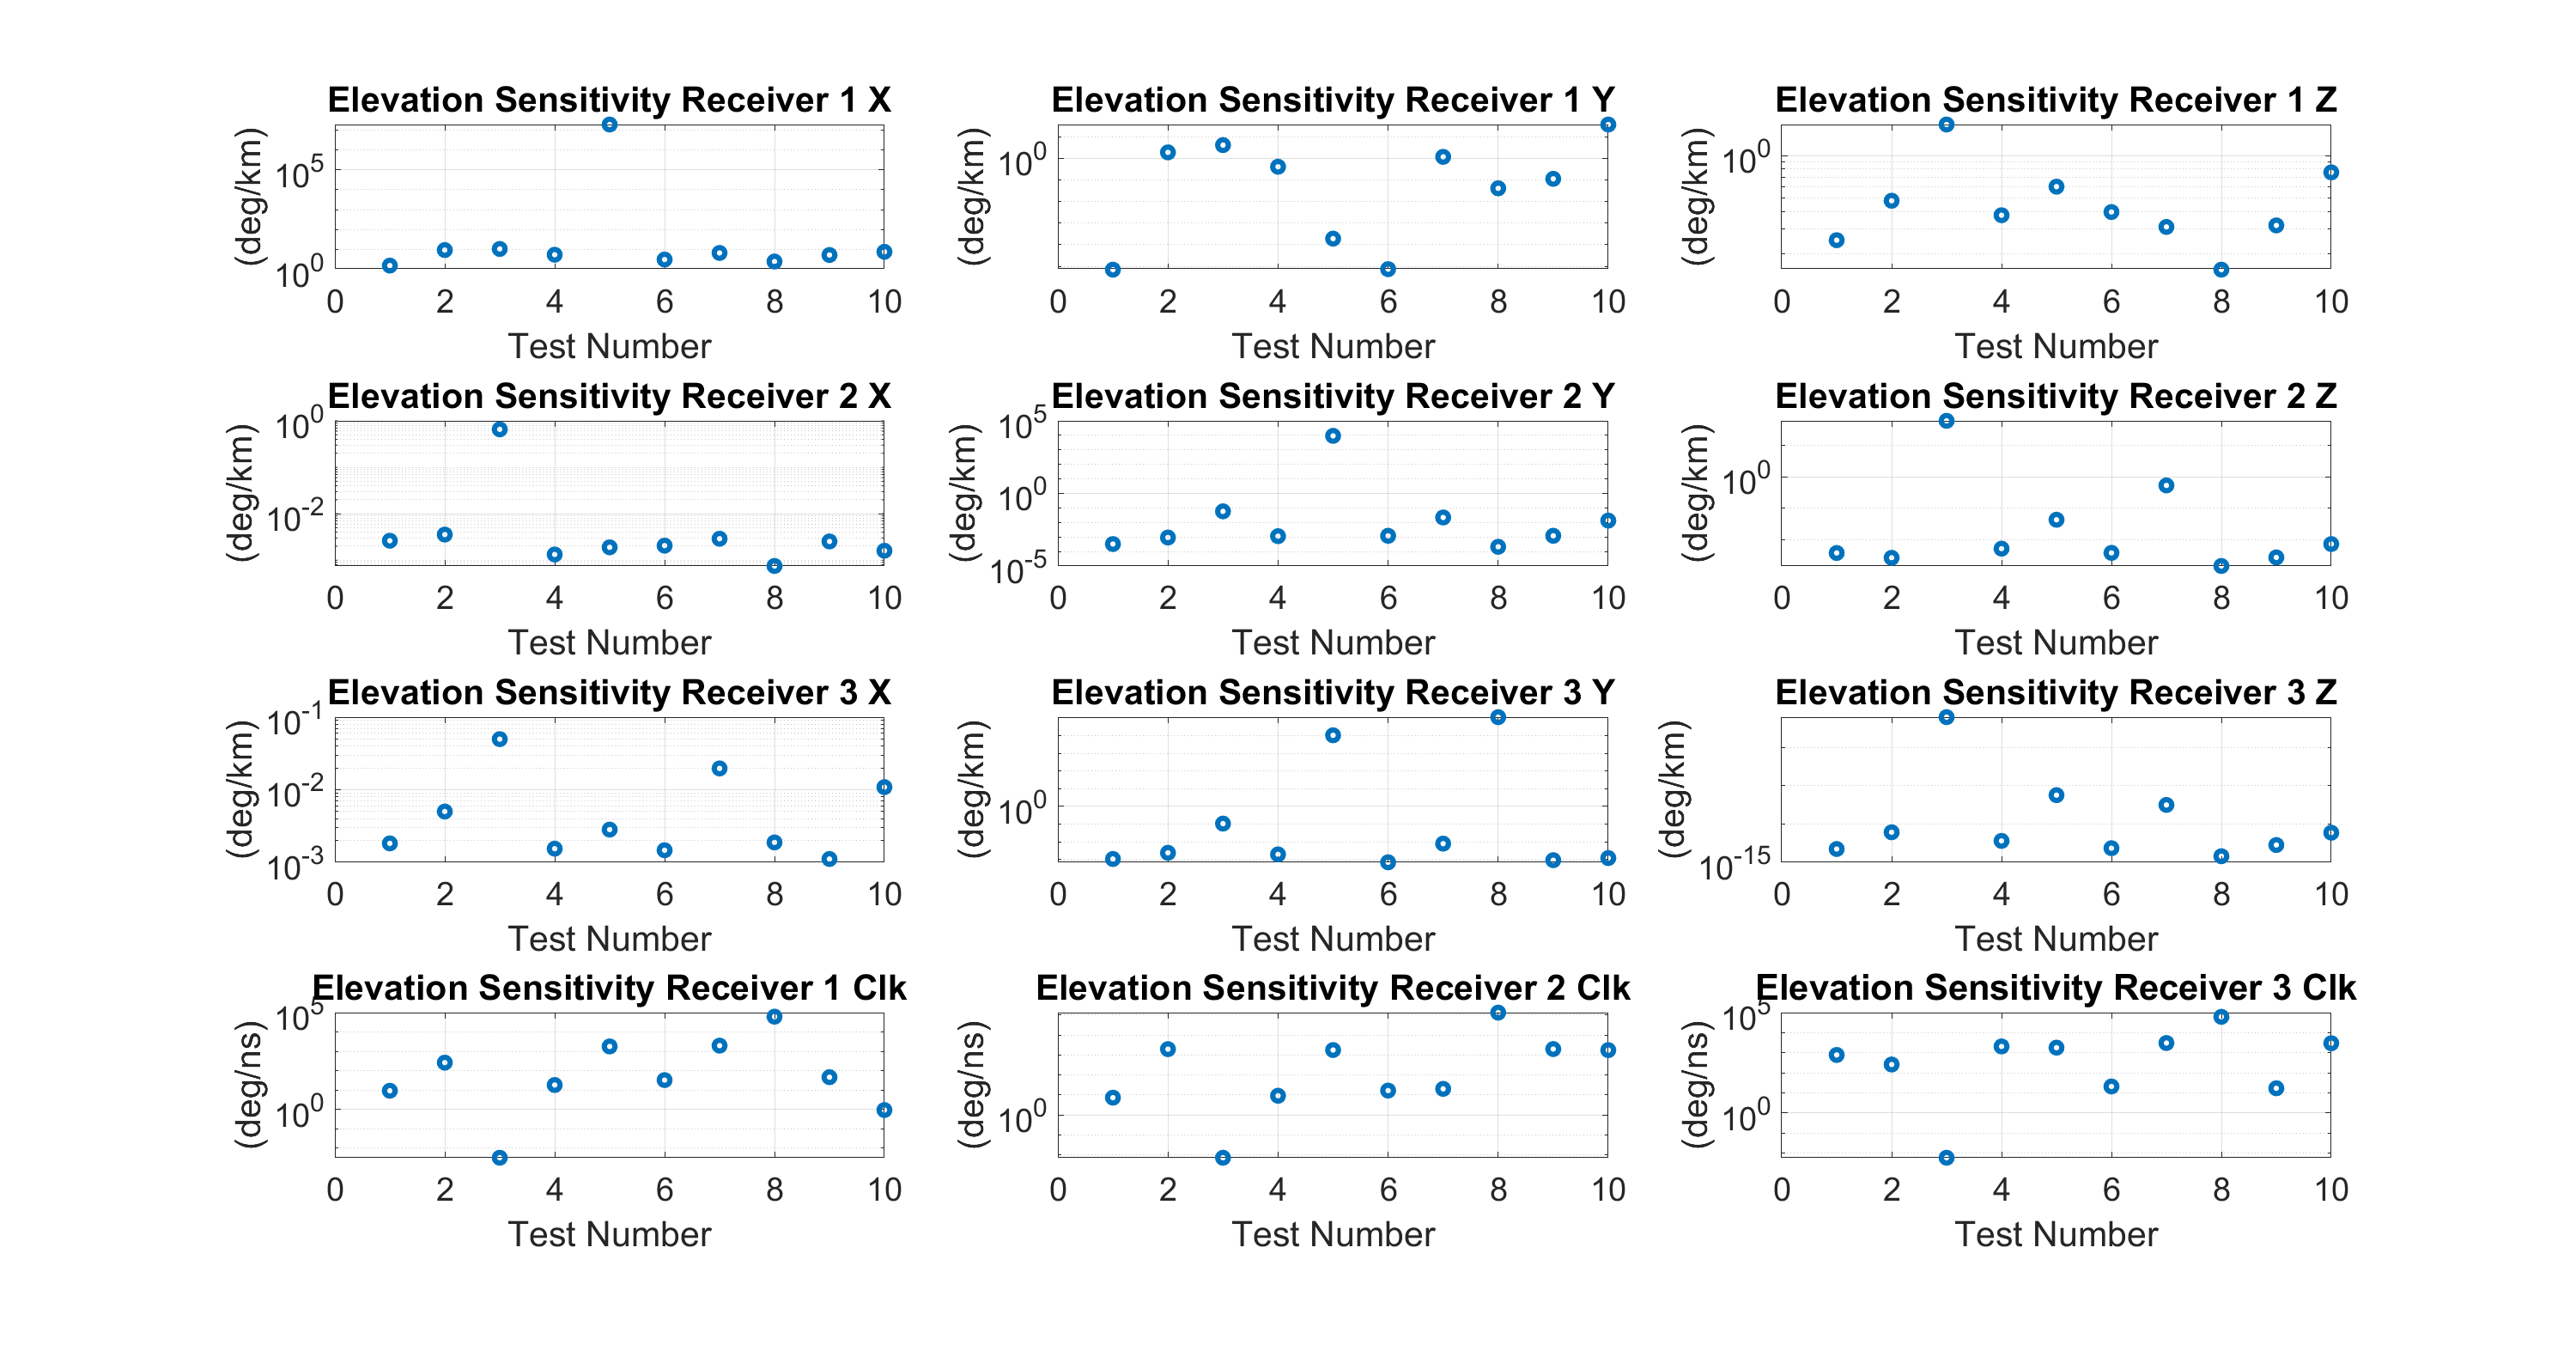 Elevation Sensitivity Receiver 1 X
(deg/km)
10^5
10^0
0 2 4 6 8 10
Test Number
Elevation Sensitivity Receiver 1 Y
(deg/km)
10^0
0 2 4 6 8 10
Test Number
Elevation Sensitivity Receiver 1 Z
(deg/km)
10^0
0 2 4 6 8 10
Test Number
Elevation Sensitivity Receiver 2 X
(deg/km)
10^0
10^-2
0 2 4 6 8 10
Test Number
Elevation Sensitivity Receiver 2 Y
(deg/km)
10^5
10^0
10^-5
0 2 4 6 8 10
Test Number
Elevation Sensitivity Receiver 2 Z
(deg/km)
10^0
0 2 4 6 8 10
Test Number
Elevation Sensitivity Receiver 3 X
(deg/km)
10^-1
10^-2
10^-3
0 2 4 6 8 10
Test Number
Elevation Sensitivity Receiver 3 Y
(deg/km)
10^0
0 2 4 6 8 10
Test Number
Elevation Sensitivity Receiver 3 Z
(deg/km)
10^-15
0 2 4 6 8 10
Test Number
Elevation Sensitivity Receiver 1 Clk
(deg/ns)
10^5
10^0
0 2 4 6 8 10
Test Number
Elevation Sensitivity Receiver 2 Clk
(deg/ns)
10^0
0 2 4 6 8 10
Test Number
Elevation Sensitivity Receiver 3 Clk
(deg/ns)
10^5
10^0
0 2 4 6 8 10
Test Number